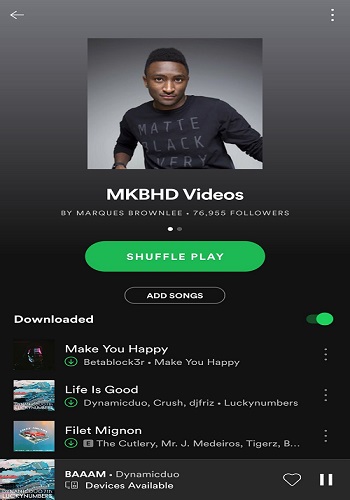 MATTE
BLACK
VERY
MKBHD Videos
BY MARQUES BROWNLEE • 76,955 FOLLOWERS
SHUFFLE PLAY
ADD SONGS
Downloaded
Make You Happy
Betablock3r • Make You Happy
Life Is Good
Dynamicduo, Crush, djfriz • Luckynumbers
Filet Mignon
E The Cutlery, Mr. J. Medeiros, Tigerz, B...
BAAAM • Dynamicduo
Devices Available
LUCKYNUMBERS